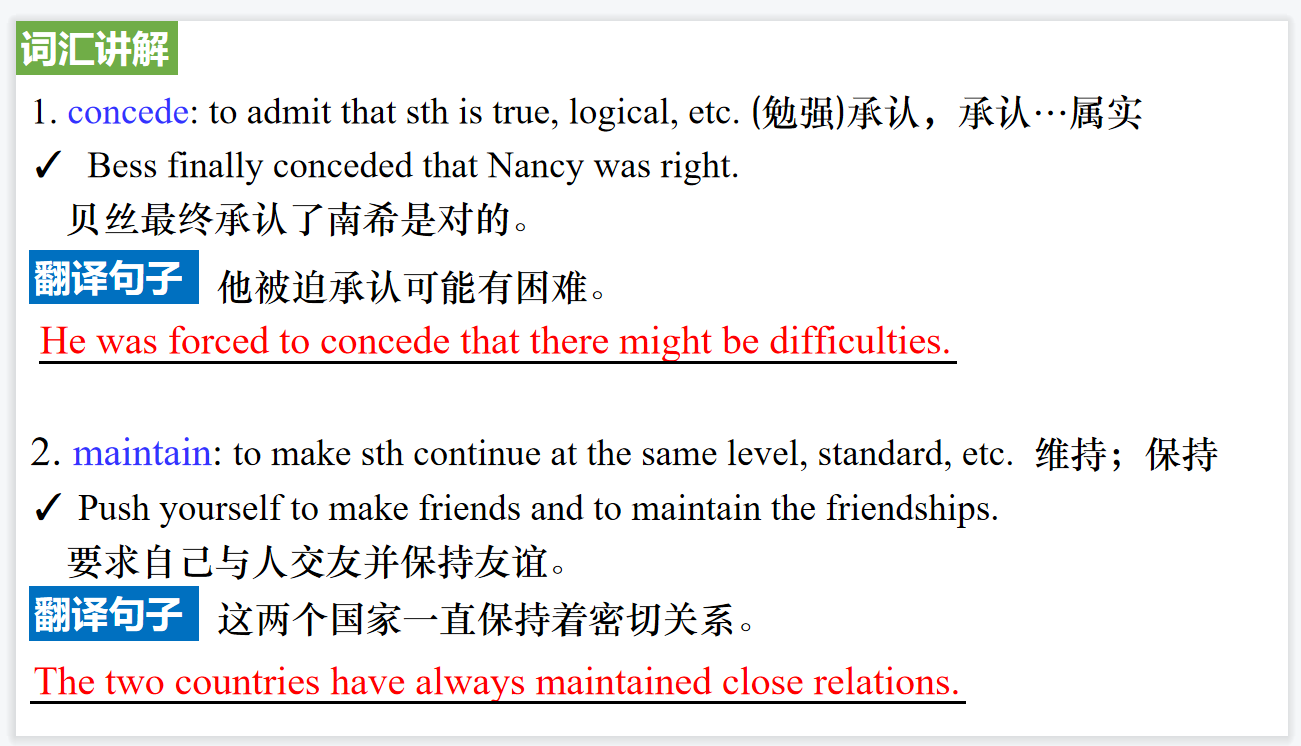 词汇讲解
1. concede: to admit that sth is true, logical, etc. (勉强)承认，承认…属实
✓ Bess finally conceded that Nancy was right.
贝丝最终承认了南希是对的。
翻译句子 他被迫承认可能有困难。
He was forced to concede that there might be difficulties.
2. maintain: to make sth continue at the same level, standard, etc. 维持；保持
✓ Push yourself to make friends and to maintain the friendships.
要求自己与人交友并保持友谊。
翻译句子 这两个国家一直保持着密切关系。
The two countries have always maintained close relations.